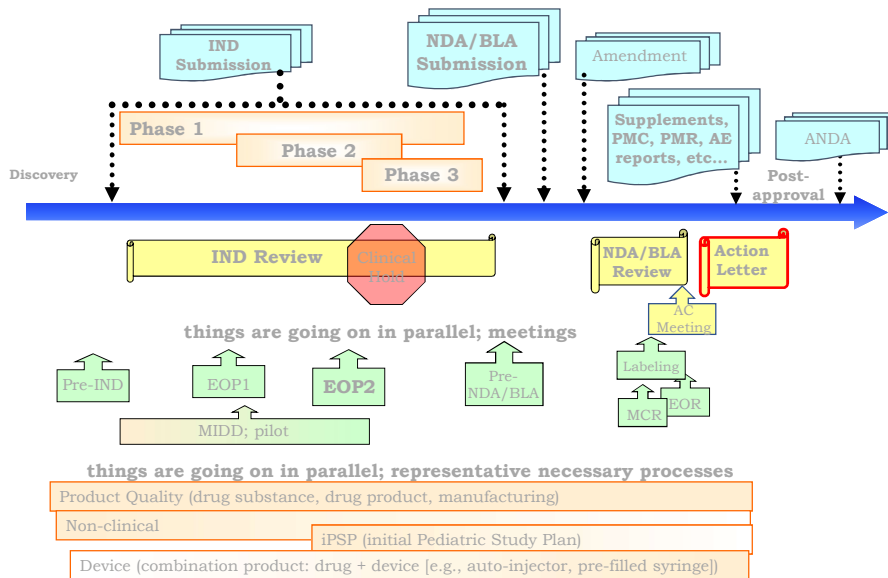 IND
Submission
NDA/BLA
Submission
Amendment
Phase 1
Phase 2
Phase 3
Supplements,
PMC, PMR, AE
reports, etc...
ANDA
Discovery
Post-
approval
IND Review
Clinical
Hold
NDA/BLA
Review
Action
Letter
AC
Meeting
things are going on in parallel; meetings
Pre-IND
EOP1
EOP2
Pre-
NDA/BLA
Labeling
MCR
EOR
MIDD; pilot
things are going on in parallel; representative necessary processes
Product Quality (drug substance, drug product, manufacturing)
Non-clinical
iPSP (initial Pediatric Study Plan)
Device (combination product: drug + device [e.g., auto-injector, pre-filled syringe])